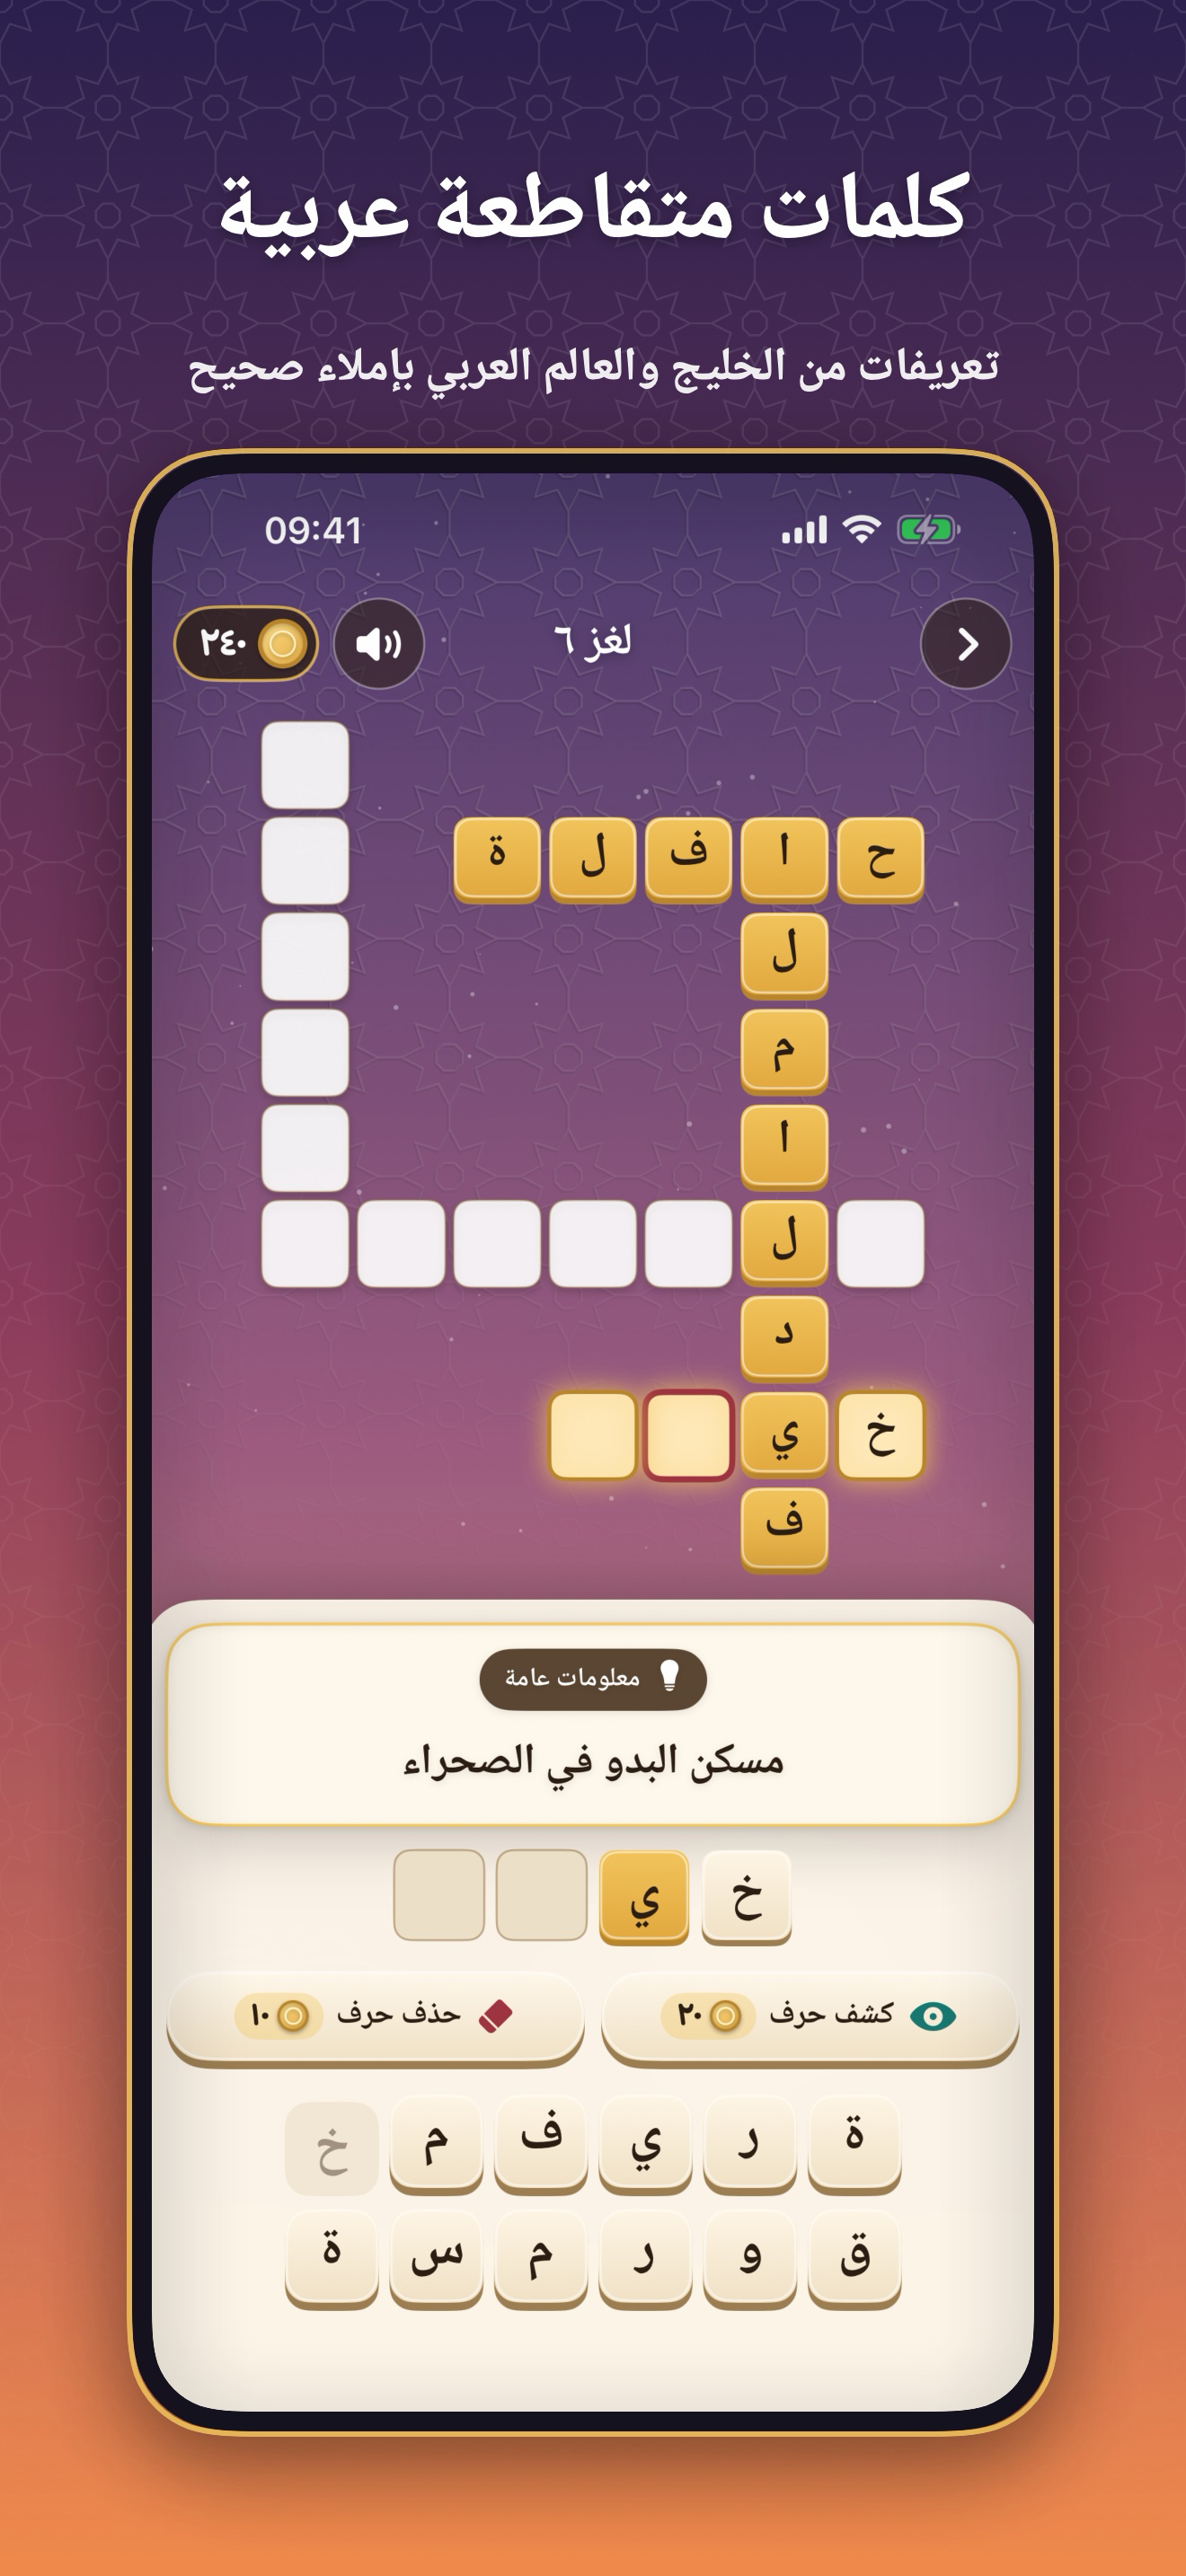 كلمات متقاطعة عربية
تعريفات من الخليج والعالم العربي بإملاء صحيح
09:41
لغز ٦
٢٤٠
ح ا ف ل ة
ل
م
ا
ل
د
خ ي
ف
معلومات عامة
مسكن البدو في الصحراء
خ ي
كشف حرف ٢٠
حذف حرف ١٠
ة ر ي ف م خ
ق و ر م س ة